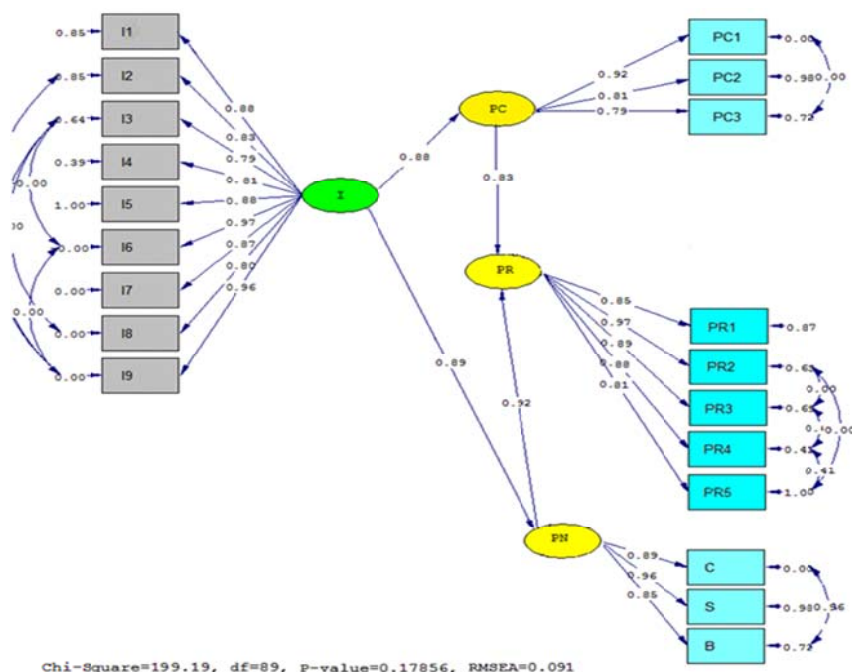 0.85 I1
0.85 I2
0.64 I3
0.39 I4
1.00 I5
0.00 I6
0.00 I7
0.00 I8
0.00 I9
0.00
0.00
0.00
0.88
0.83
0.79
0.81
0.88
0.97
0.87
0.80
0.96
I
0.88
0.89
PC
0.83
PR
0.92
PN
0.92
0.81
0.79
PC1 0.00
PC2 0.98 0.00
PC3 0.72
0.85
0.97
0.89
0.88
0.81
PR1 0.87
PR2
0.00
PR3
0.00
PR4
0.41
PR5 1.00
0.89
0.96
0.85
C 0.00
S 0.98
B 0.72
Chi-Square=199.19, df=89, P-value=0.17856, RMSEA=0.091